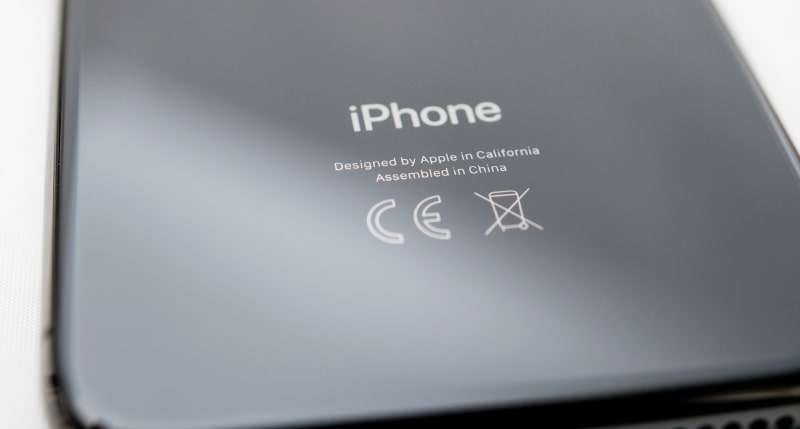 iPhone
Designed by Apple in California
Assembled in China
CE